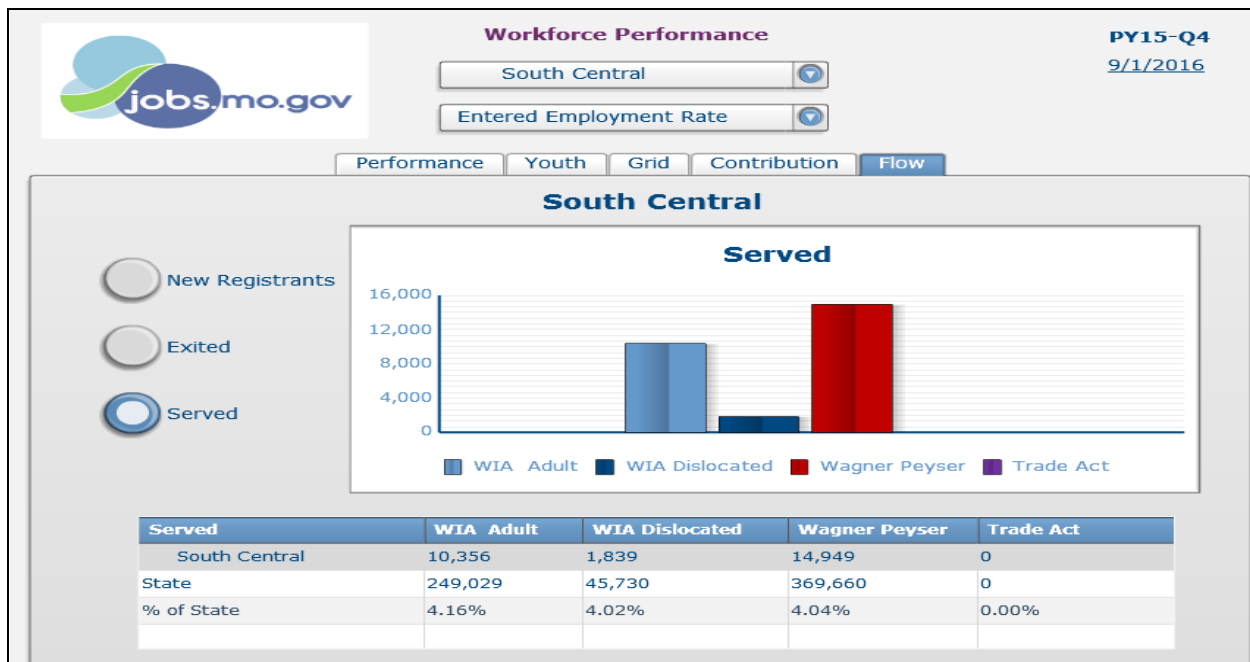 jobs.mo.gov
Workforce Performance
PY15-Q4
9/1/2016
South Central
Entered Employment Rate
Performance Youth Grid Contribution Flow
South Central
New Registrants
Exited
Served
Served
16,000
12,000
8,000
4,000
0
WIA Adult WIA Dislocated Wagner Peyser Trade Act
Served WIA Adult WIA Dislocated Wagner Peyser Trade Act
South Central 10,356 1,839 14,949 0
State 249,029 45,730 369,660 0
% of State 4.16% 4.02% 4.04% 0.00%